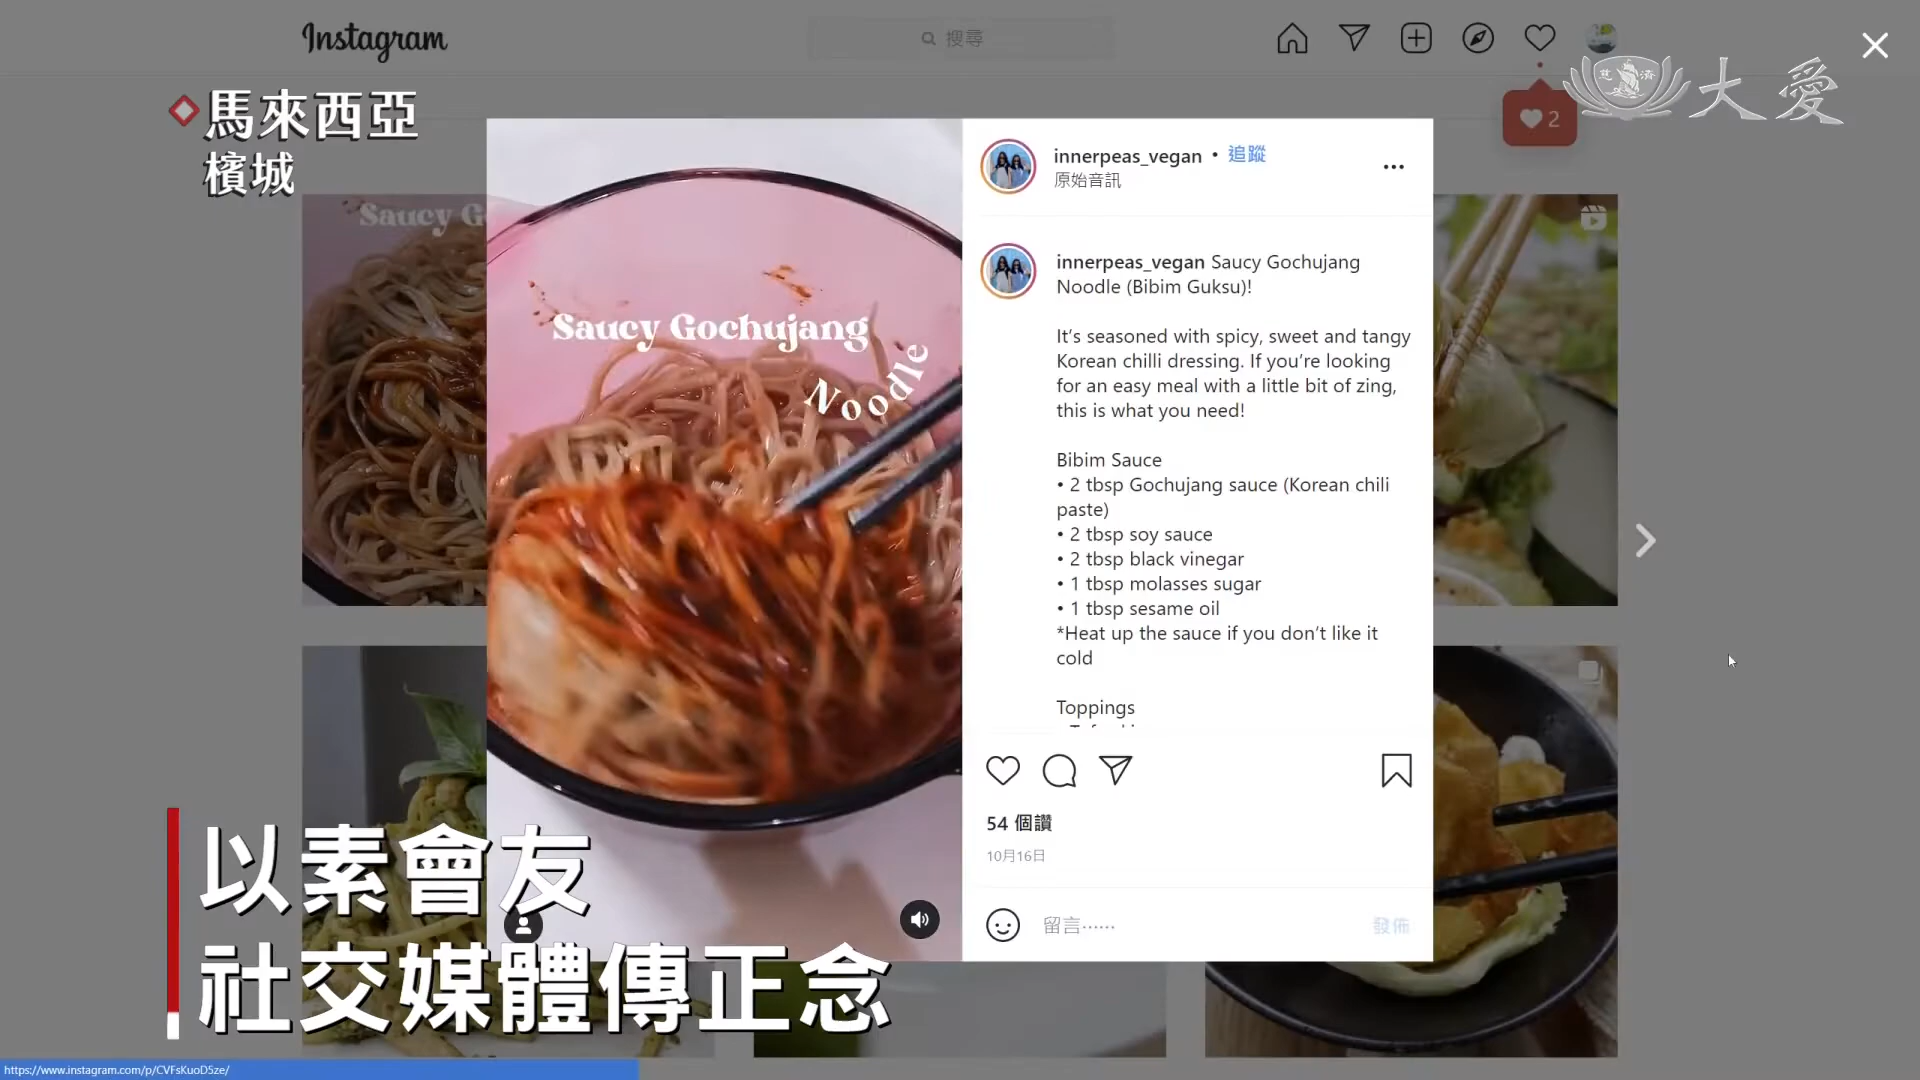 Instagram
搜尋
慈濟
大愛
2
馬來西亞
檳城
Saucy G
Saucy Gochujang
Noodle
innerpeas_vegan • 追蹤
原始音訊
innerpeas_vegan Saucy Gochujang
Noodle (Bibim Guksu)!
It's seasoned with spicy, sweet and tangy
Korean chilli dressing. If you're looking
for an easy meal with a little bit of zing,
this is what you need!
Bibim Sauce
• 2 tbsp Gochujang sauce (Korean chili
paste)
• 2 tbsp soy sauce
• 2 tbsp black vinegar
• 1 tbsp molasses sugar
• 1 tbsp sesame oil
*Heat up the sauce if you don't like it
cold
Toppings
54 個讚
10月16日
留言⋯⋯
發佈
以素會友
社交媒體傳正念
https://www.instagram.com/p/CVFsKuoD5ze/